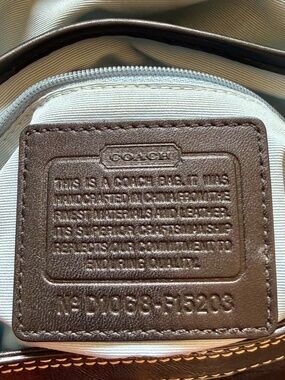 COACH
THIS IS A COACH BAG. IT WAS
HANDCRAFTED IN CHINA FROM THE
FINEST MATERIALS AND LEATHER.
ITS SUPERIOR CRAFTSMANSHIP
REFLECTS OUR COMMITMENT TO
ENDURING QUALITY.
Nº D1068-F15203